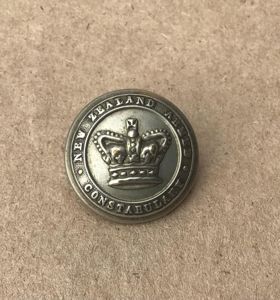 · NEW ZEALAND ARMED ·
CONSTABULARY